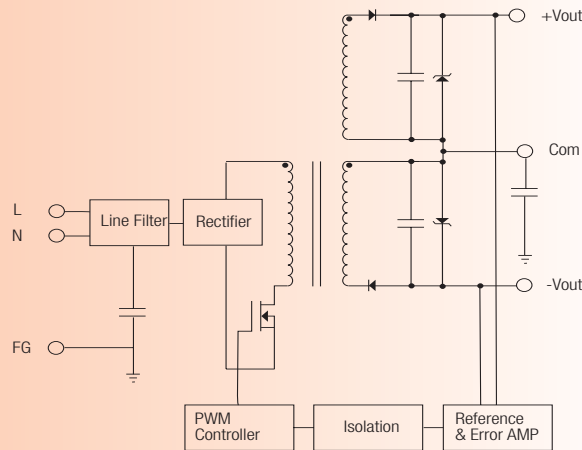 +Vout
Com
L
N
Line Filter
Rectifier
-Vout
FG
PWM
Controller
Isolation
Reference
& Error AMP